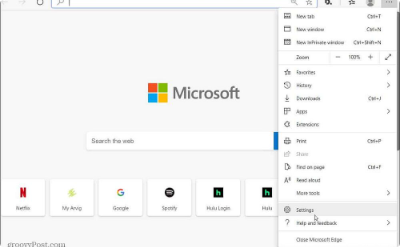 New tab Ctrl+T
New window Ctrl+N
New InPrivate window Ctrl+Shift+N
Zoom − 100% +
Favorites
History
Downloads Ctrl+J
Apps
Extensions
Print Ctrl+P
Share
Find on page Ctrl+F
Read aloud
More tools
Settings
Help and feedback
Close Microsoft Edge
Microsoft
Search the web
Netflix
My Anvig
Google
Spotify
Hulu Login
Hulu
groovyPost.com